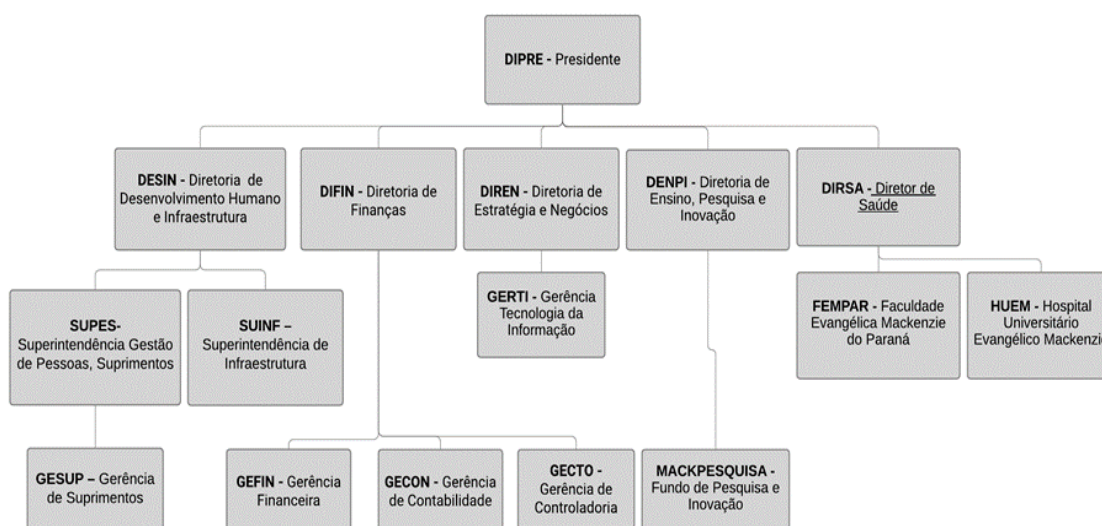 DIPRE - Presidente
DESIN - Diretoria de
Desenvolvimento Humano
e Infraestrutura
DIFIN - Diretoria de
Finanças
DIREN - Diretoria de
Estratégia e Negócios
DENPI - Diretoria de
Ensino, Pesquisa e
Inovação
DIRSA - Diretor de
Saúde
SUPES-
Superintendência Gestão
de Pessoas, Suprimentos
SUINF –
Superintendência de
Infraestrutura
GERTI - Gerência
Tecnologia da
Informação
FEMPAR - Faculdade
Evangélica Mackenzie
do Paraná
HUEM - Hospital
Universitário
Evangélico Mackenzie
GESUP – Gerência
de Suprimentos
GEFIN - Gerência
Financeira
GECON - Gerência
de Contabilidade
GECTO -
Gerência de
Controladoria
MACKPESQUISA -
Fundo de Pesquisa e
Inovação